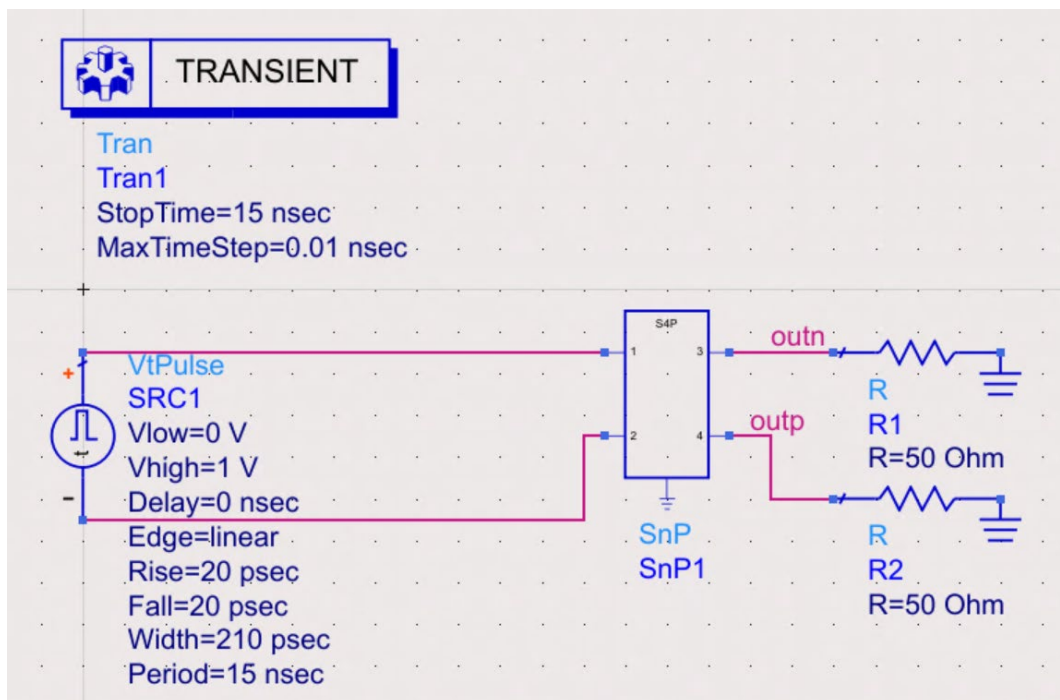 TRANSIENT
Tran
Tran1
StopTime=15 nsec
MaxTimeStep=0.01 nsec
+
VtPulse
SRC1
Vlow=0 V
Vhigh=1 V
Delay=0 nsec
Edge=linear
Rise=20 psec
Fall=20 psec
Width=210 psec
Period=15 nsec
t
-
S4P
1
2
3
4
SnP
SnP1
outn
R
R1
R=50 Ohm
outp
R
R2
R=50 Ohm